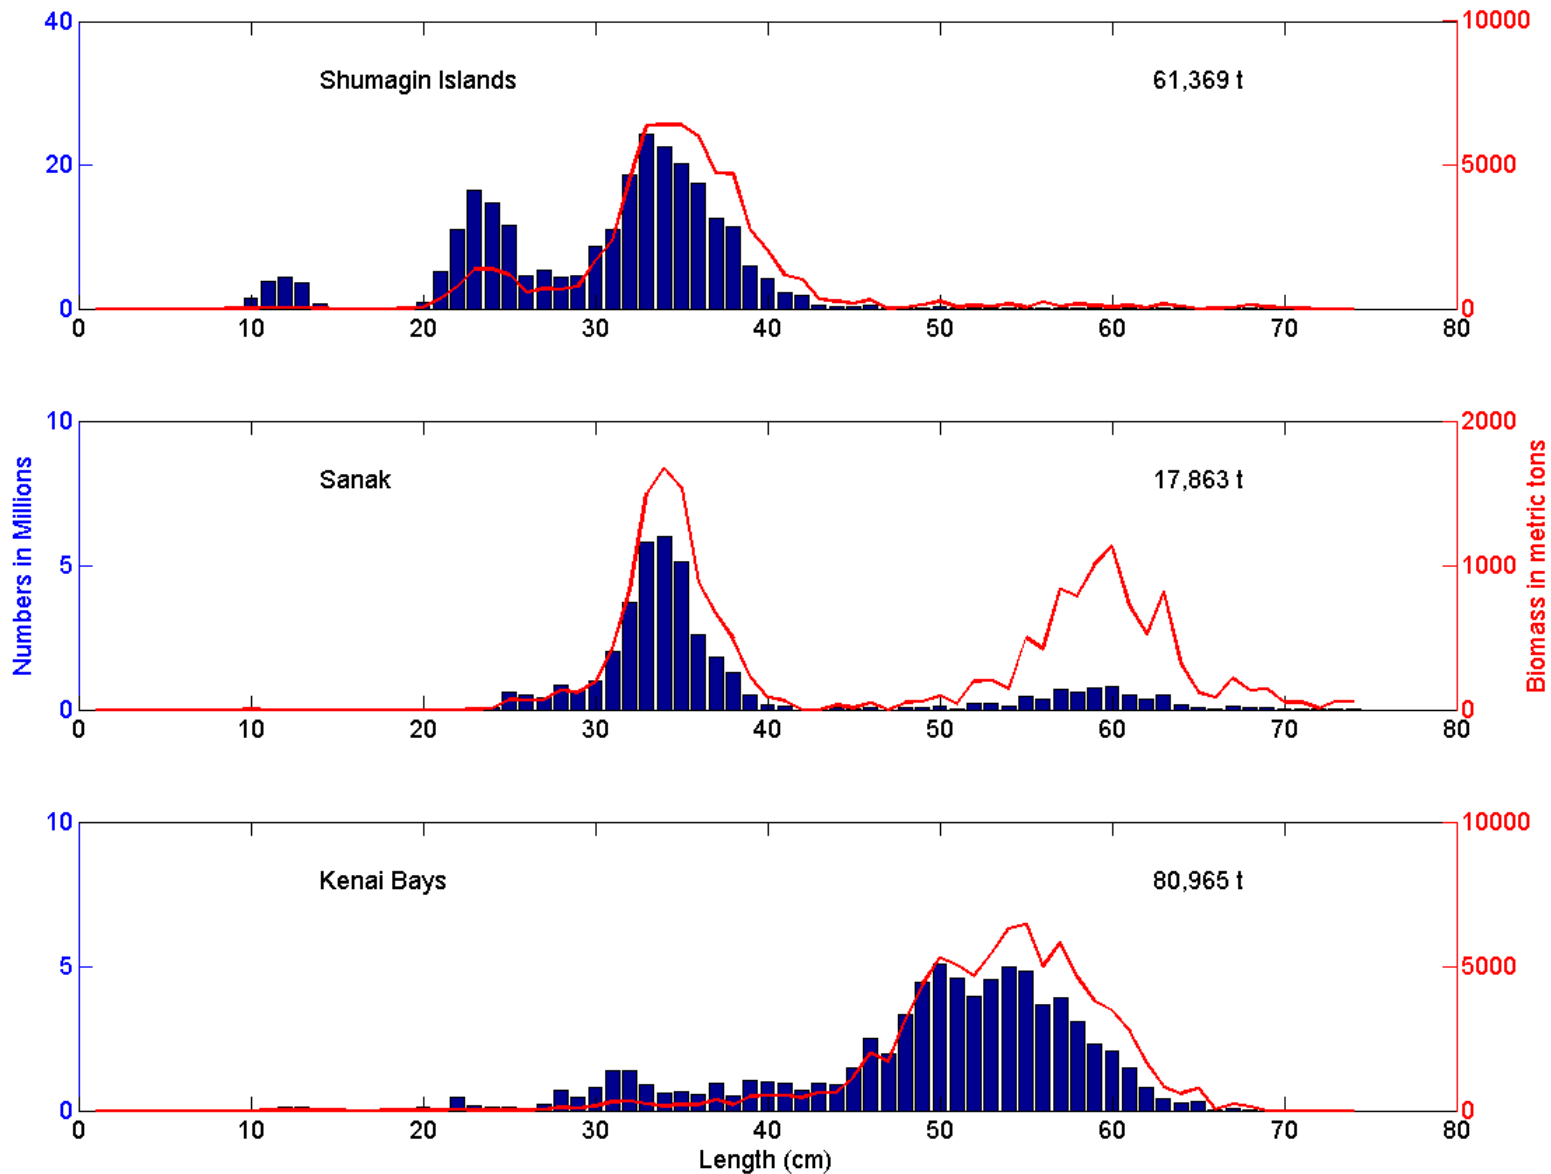 40
20
0
10000
5000
0
Shumagin Islands
61,369 t
0 10 20 30 40 50 60 70 80
Numbers in Millions
10
5
0
2000
1000
0
Biomass in metric tons
Sanak
17,863 t
0 10 20 30 40 50 60 70 80
10
5
0
10000
5000
0
Kenai Bays
80,965 t
0 10 20 30 40 50 60 70 80
Length (cm)